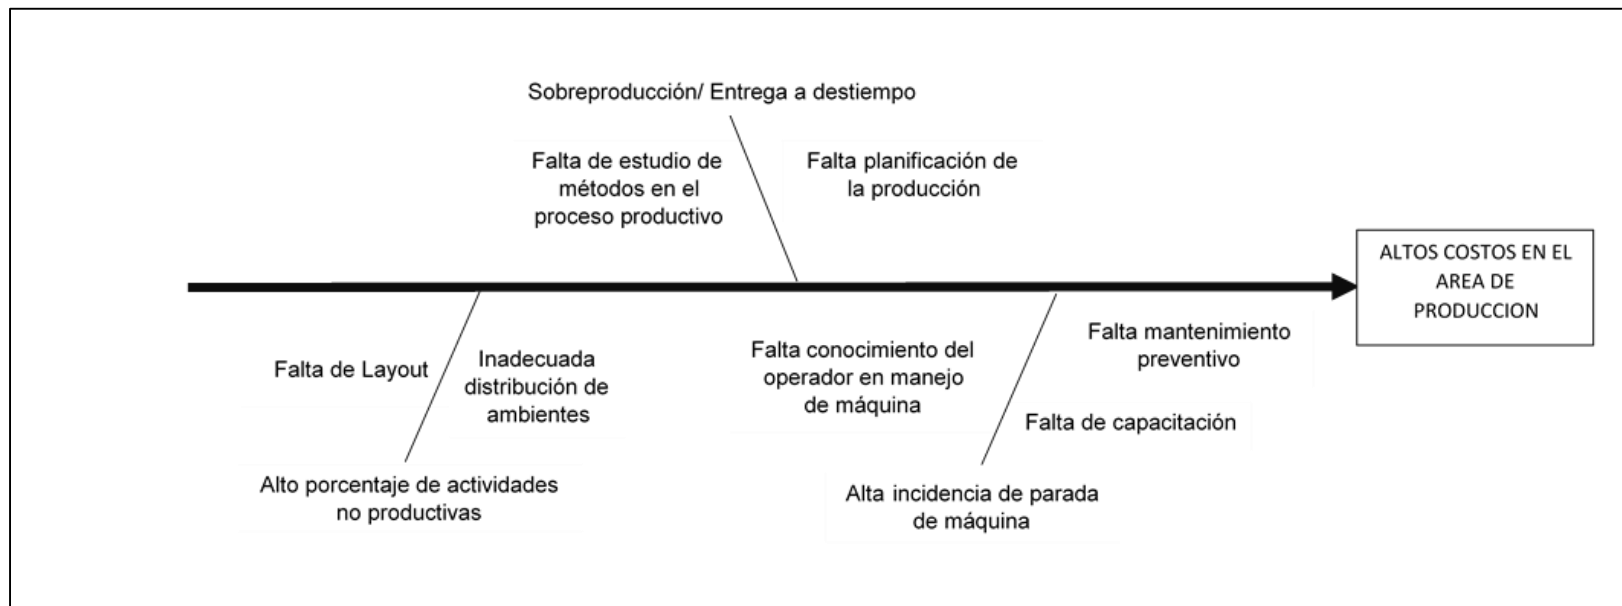 Sobreproducción/ Entrega a destiempo
Falta de estudio de
métodos en el
proceso productivo
Falta planificación de
la producción
ALTOS COSTOS EN EL
AREA DE
PRODUCCION
Falta de Layout
Inadecuada
distribución de
ambientes
Alto porcentaje de actividades
no productivas
Falta conocimiento del
operador en manejo
de máquina
Falta mantenimiento
preventivo
Falta de capacitación
Alta incidencia de parada
de máquina